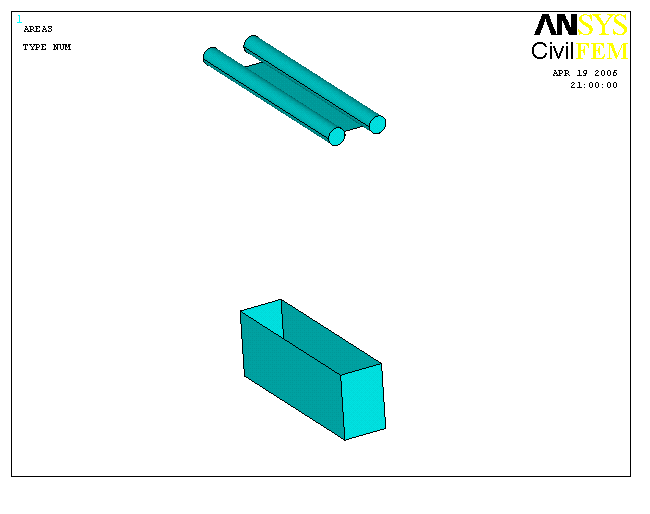 1
AREAS
TYPE NUM
ANSYS
CivilFEM
APR 19 2006
21:00:00